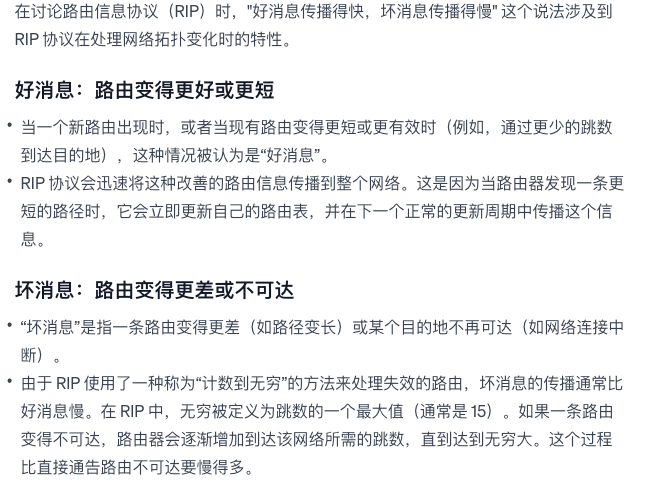 在讨论路由信息协议（RIP）时，"好消息传播得快，坏消息传播得慢" 这个说法涉及到
RIP 协议在处理网络拓扑变化时的特性。
好消息：路由变得更好或更短
• 当一个新路由出现时，或者当现有路由变得更短或更有效时（例如，通过更少的跳数
到达目的地），这种情况被认为是“好消息”。
• RIP 协议会迅速将这种改善的路由信息传播到整个网络。这是因为当路由器发现一条更
短的路径时，它会立即更新自己的路由表，并在下一个正常的更新周期中传播这个信
息。
坏消息：路由变得更差或不可达
• “坏消息”是指一条路由变得更差（如路径变长）或某个目的地不再可达（如网络连接中
断）。
• 由于 RIP 使用了一种称为“计数到无穷”的方法来处理失效的路由，坏消息的传播通常比
好消息慢。在 RIP 中，无穷被定义为跳数的一个最大值（通常是 15）。如果一条路由
变得不可达，路由器会逐渐增加到达该网络所需的跳数，直到达到无穷大。这个过程
比直接通告路由不可达要慢得多。